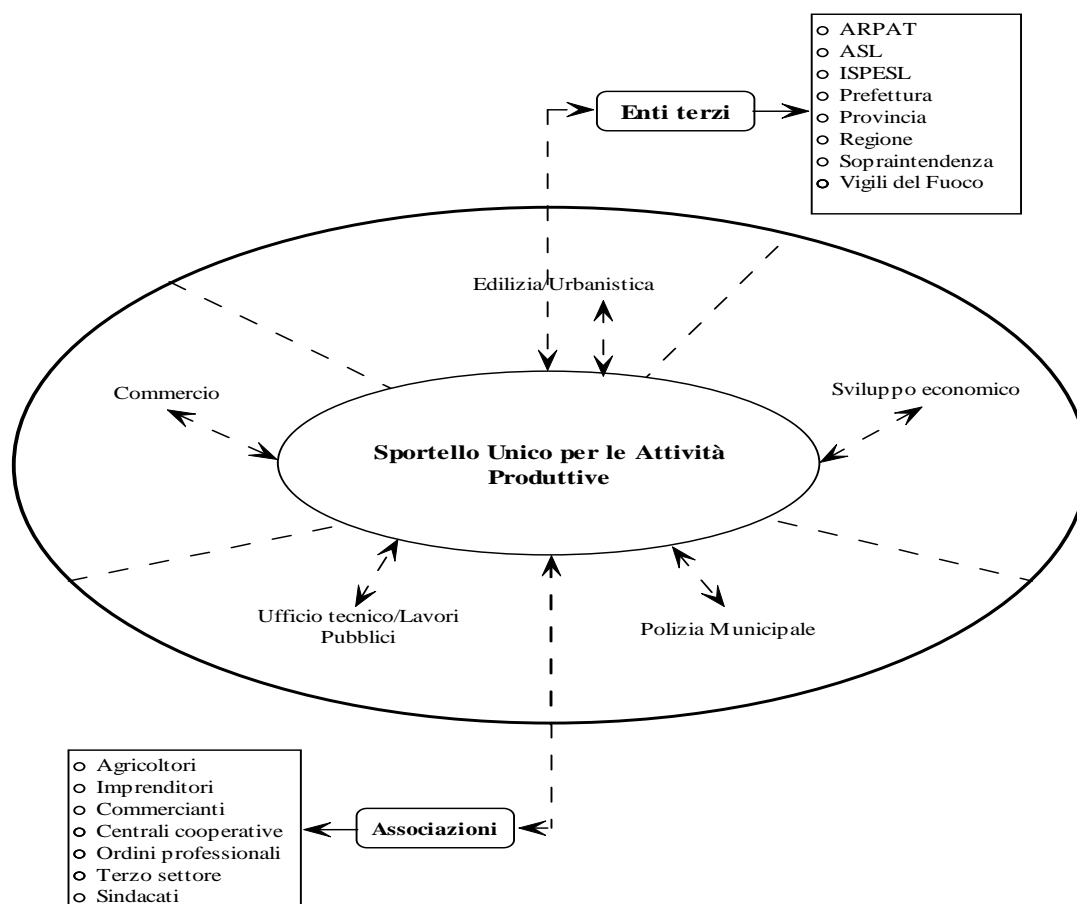 ARPAT
ASL
ISPESL
Prefettura
Provincia
Regione
Sopraintendenza
Vigili del Fuoco
Enti terzi
Edilizia/Urbanistica
Commercio
Sviluppo economico
Sportello Unico per le Attività
Produttive
Ufficio tecnico/Lavori
Pubblici
Polizia Municipale
Agricoltori
Imprenditori
Commercianti
Centrali cooperative
Ordini professionali
Terzo settore
Sindacati
Associazioni